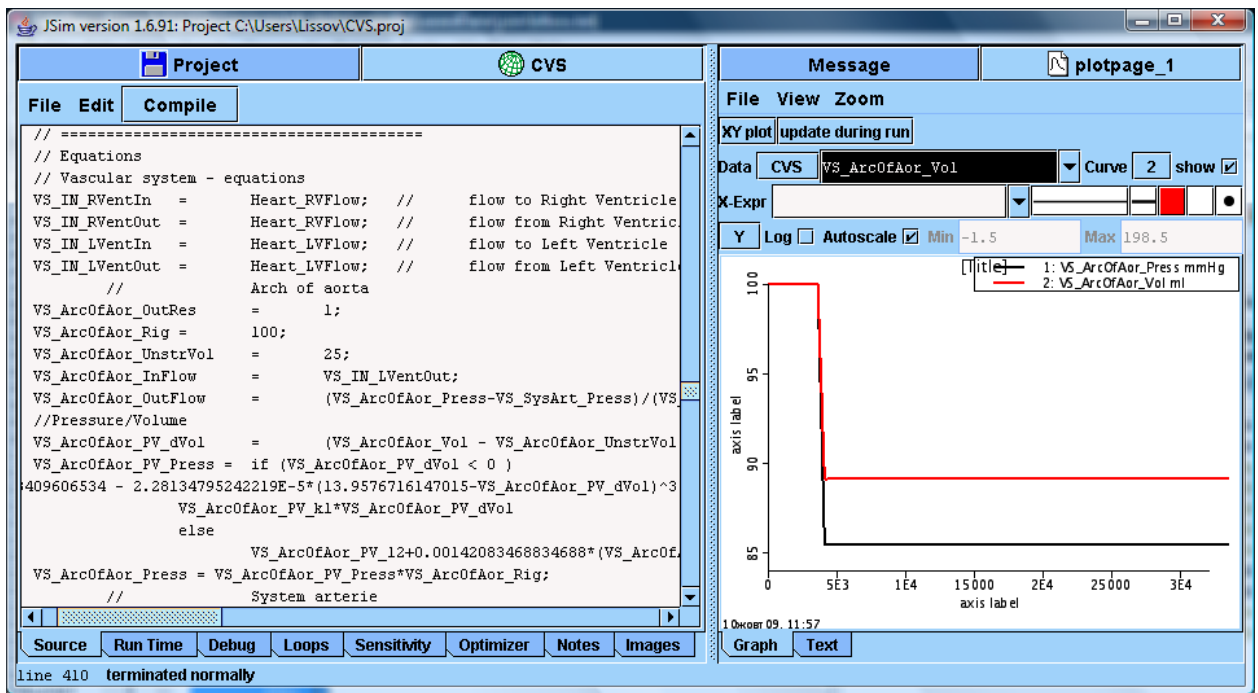 JSim version 1.6.91: Project C:\Users\Lissov\CVS.proj
Project
CVS
File Edit Compile
// ========================================
// Equations
// Vascular system - equations
VS_IN_RVentIn = Heart_RVFlow; // flow to Right Ventricle
VS_IN_RVentOut = Heart_RVFlow; // flow from Right Ventric
VS_IN_LVentIn = Heart_LVFlow; // flow to Left Ventricle
VS_IN_LVentOut = Heart_LVFlow; // flow from Left Ventricl
// Arch of aorta
VS_ArcOfAor_OutRes = 1;
VS_ArcOfAor_Rig = 100;
VS_ArcOfAor_UnstrVol = 25;
VS_ArcOfAor_InFlow = VS_IN_LVentOut;
VS_ArcOfAor_OutFlow = (VS_ArcOfAor_Press-VS_SysArt_Press)/(VS_
//Pressure/Volume
VS_ArcOfAor_PV_dVol = (VS_ArcOfAor_Vol - VS_ArcOfAor_UnstrVol
VS_ArcOfAor_PV_Press = if (VS_ArcOfAor_PV_dVol < 0 )
409606534 - 2.28134795242219E-5*(13.9576716147015-VS_ArcOfAor_PV_dVol)^3
VS_ArcOfAor_PV_kl*VS_ArcOfAor_PV_dVol
else
VS_ArcOfAor_PV_12+0.00142083468834688*(VS_ArcOf
VS_ArcOfAor_Press = VS_ArcOfAor_PV_Press*VS_ArcOfAor_Rig;
// System arterie
Source Run Time Debug Loops Sensitivity Optimizer Notes Images
line 410 terminated normally
Message
plotpage_1
File View Zoom
XY plot update during run
Data CVS VS_ArcOfAor_Vol Curve 2 show
X-Expr
Y Log Autoscale Min -1.5 Max 198.5
[Title]
1: VS_ArcOfAor_Press mmHg
2: VS_ArcOfAor_Vol ml
100
95
90
85
axis label
0 5E3 1E4 15000 2E4 25000 3E4
axis label
10жовт 09. 11:57
Graph Text